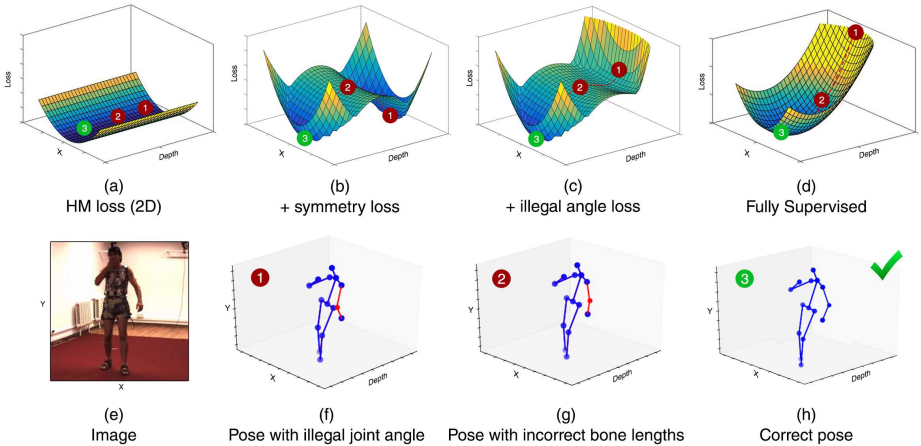 Loss
X
Depth
1
2
3
Loss
X
Depth
1
2
3
Loss
X
Depth
1
2
3
Loss
X
Depth
1
2
3
(a)
HM loss (2D)
(b)
+ symmetry loss
(c)
+ illegal angle loss
(d)
Fully Supervised
Y
X
1
Y
X
Depth
2
Y
X
Depth
3
Y
X
Depth
(e)
Image
(f)
Pose with illegal joint angle
(g)
Pose with incorrect bone lengths
(h)
Correct pose